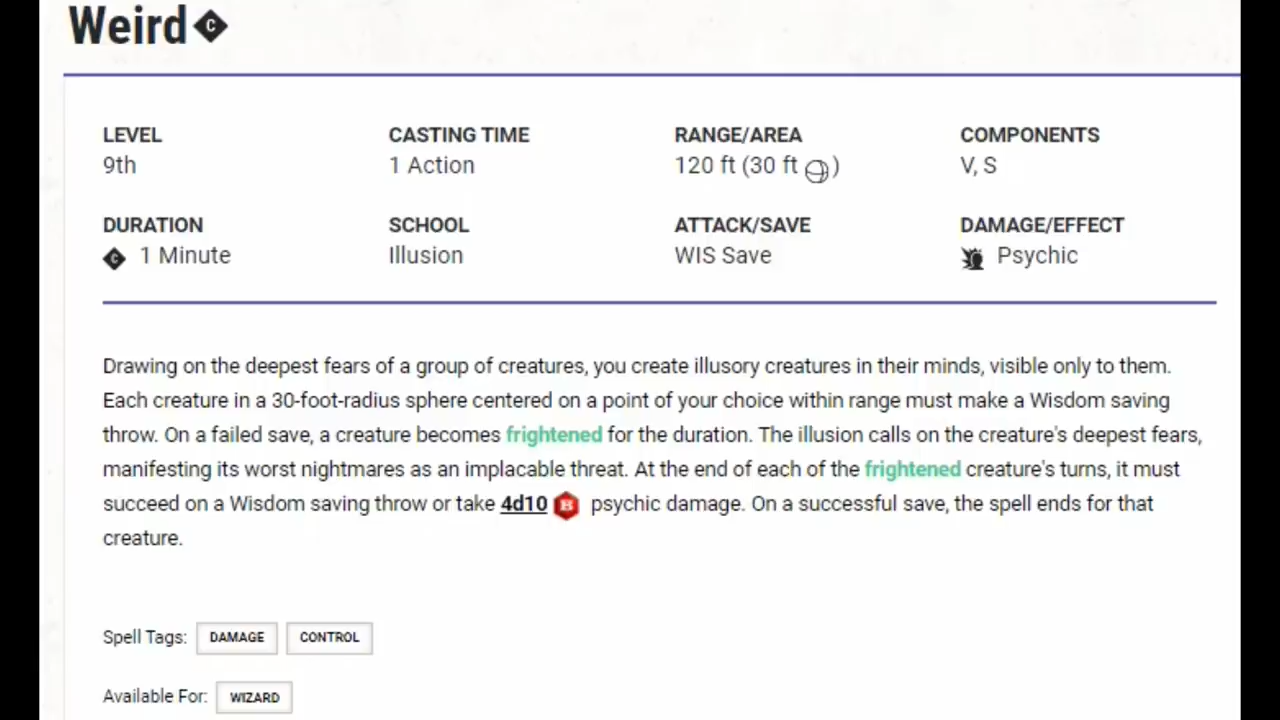 Weird
LEVEL
9th
CASTING TIME
1 Action
RANGE/AREA
120 ft (30 ft )
COMPONENTS
V, S
DURATION
1 Minute
SCHOOL
Illusion
ATTACK/SAVE
WIS Save
DAMAGE/EFFECT
Psychic
Drawing on the deepest fears of a group of creatures, you create illusory creatures in their minds, visible only to them.
Each creature in a 30-foot-radius sphere centered on a point of your choice within range must make a Wisdom saving
throw. On a failed save, a creature becomes frightened for the duration. The illusion calls on the creature's deepest fears,
manifesting its worst nightmares as an implacable threat. At the end of each of the frightened creature's turns, it must
succeed on a Wisdom saving throw or take 4d10 psychic damage. On a successful save, the spell ends for that
creature.
Spell Tags: DAMAGE CONTROL
Available For: WIZARD